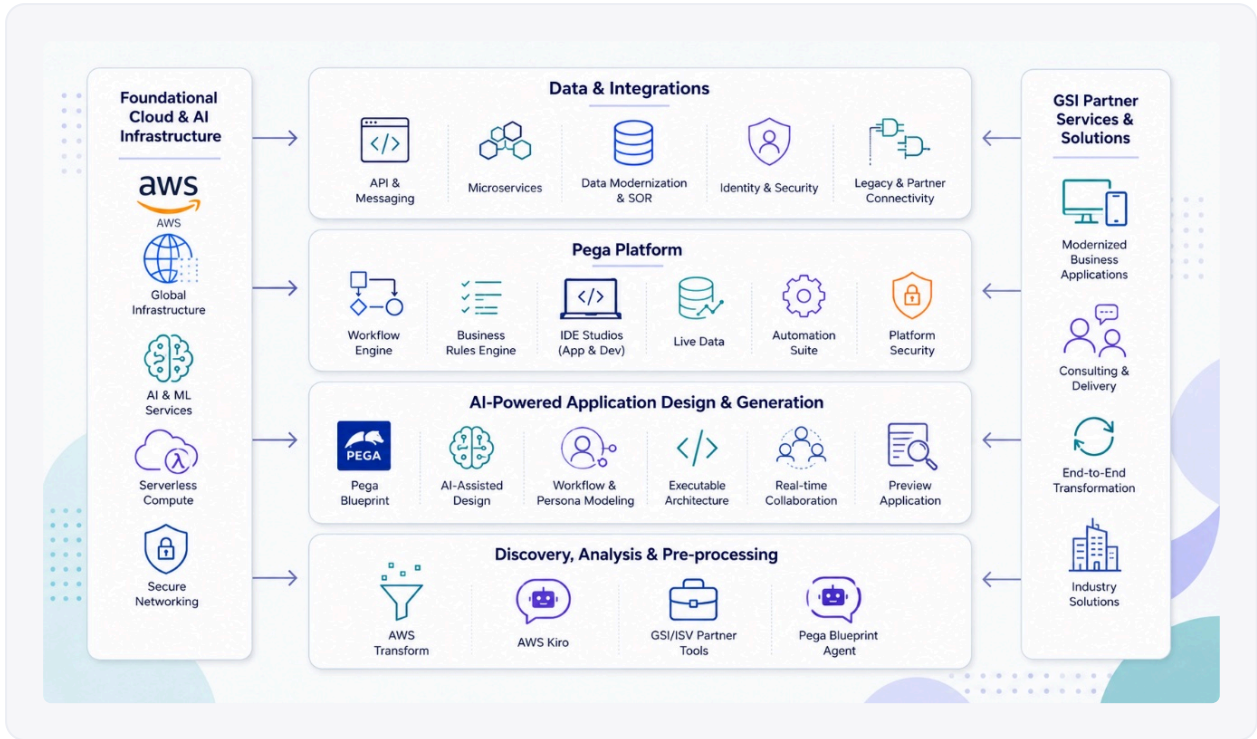 Foundational
Cloud & AI
Infrastructure
aws
AWS
Global
Infrastructure
AI & ML
Services
λ
Serverless
Compute
Secure
Networking
Data & Integrations
</>
API &
Messaging
Microservices
Data Modernization
& SOR
Identity & Security
Legacy & Partner
Connectivity
Pega Platform
Workflow
Engine
Business
Rules Engine
</>
IDE Studios
(App & Dev)
Live Data
Automation
Suite
Platform
Security
AI-Powered Application Design & Generation
PEGA
Pega
Blueprint
AI-Assisted
Design
Workflow &
Persona Modeling
</>
Executable
Architecture
Real-time
Collaboration
Preview
Application
Discovery, Analysis & Pre-processing
AWS
Transform
AWS Kiro
GSI/ISV Partner
Tools
Pega Blueprint
Agent
GSI Partner
Services &
Solutions
Modernized
Business
Applications
Consulting &
Delivery
End-to-End
Transformation
Industry
Solutions